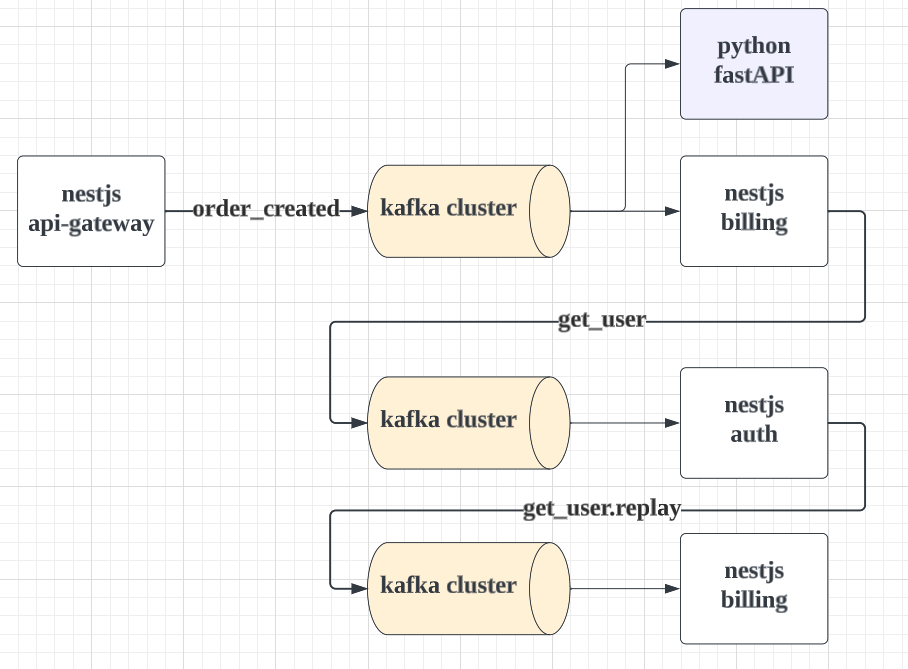 python
fastAPI
nestjs
api-gateway
order_created
kafka cluster
nestjs
billing
get_user
kafka cluster
nestjs
auth
get_user.replay
kafka cluster
nestjs
billing